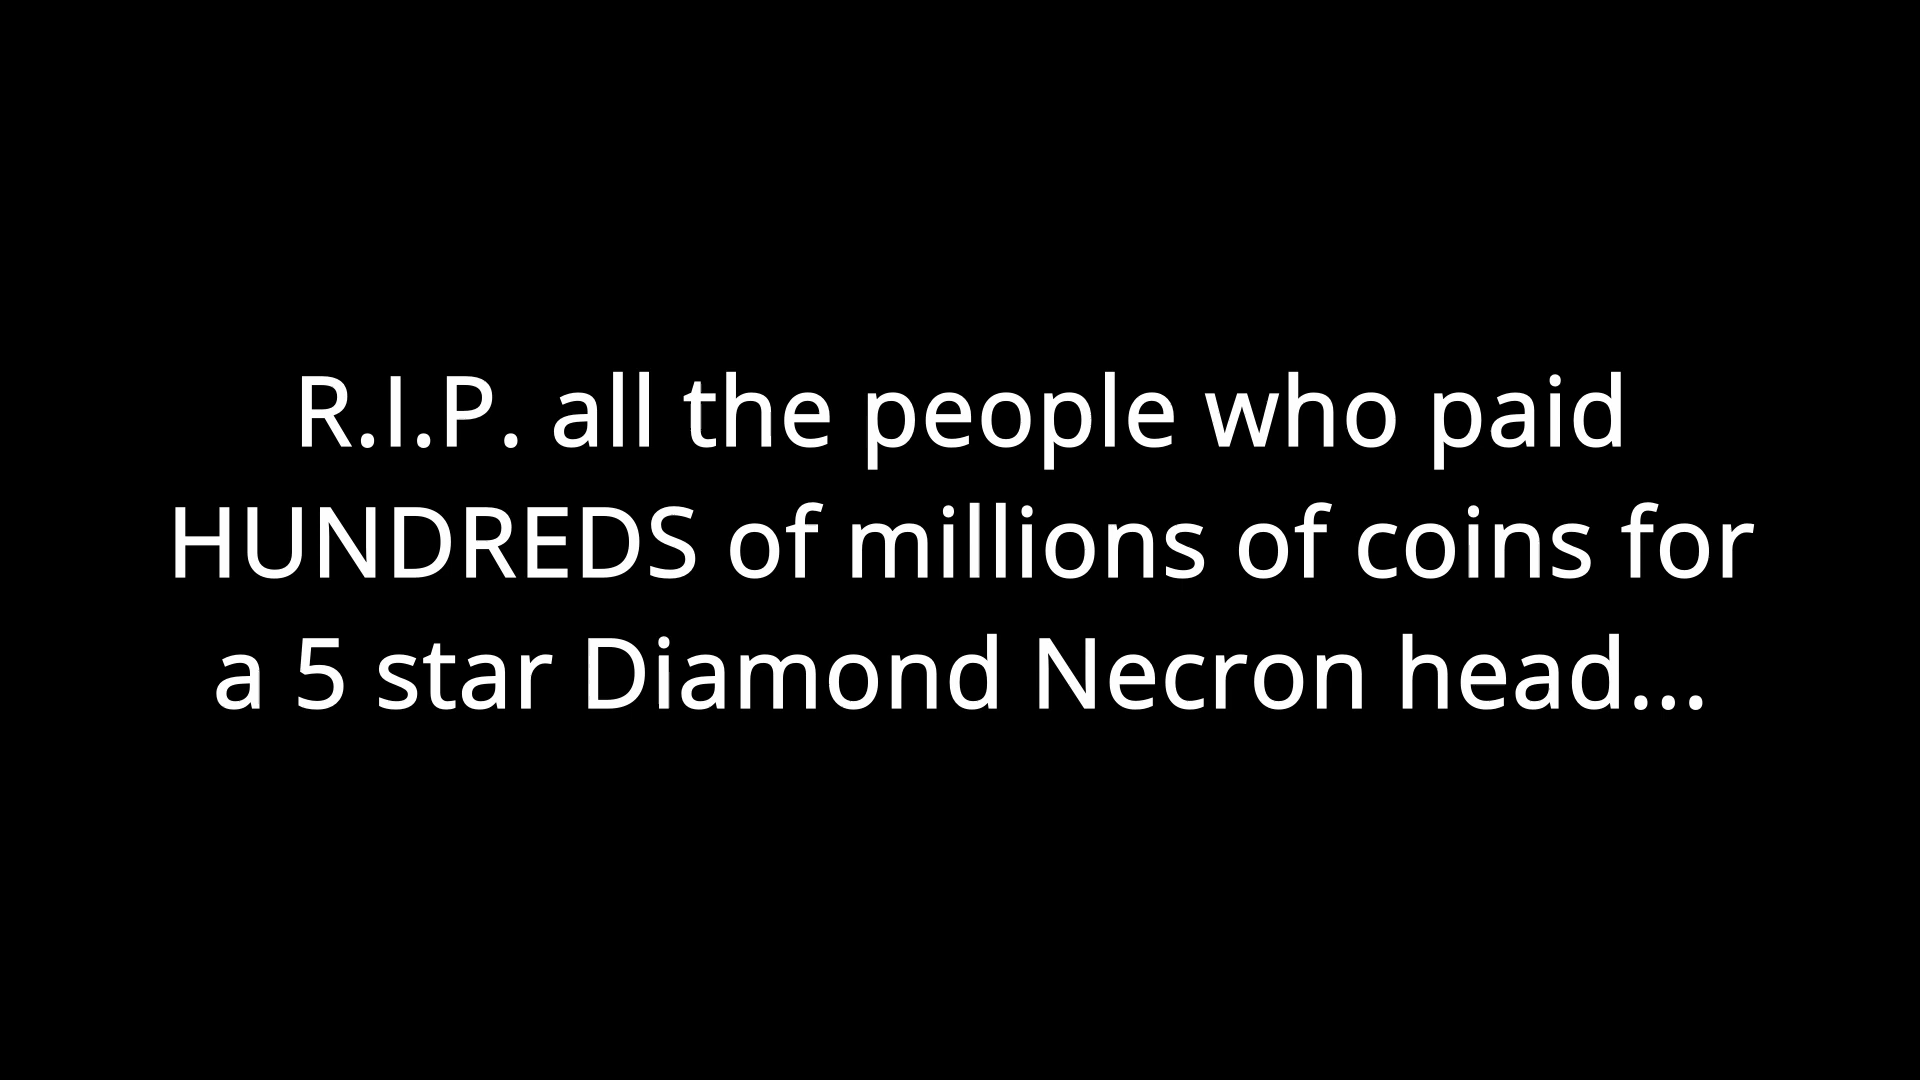 R.I.P. all the people who paid
HUNDREDS of millions of coins for
a 5 star Diamond Necron head...